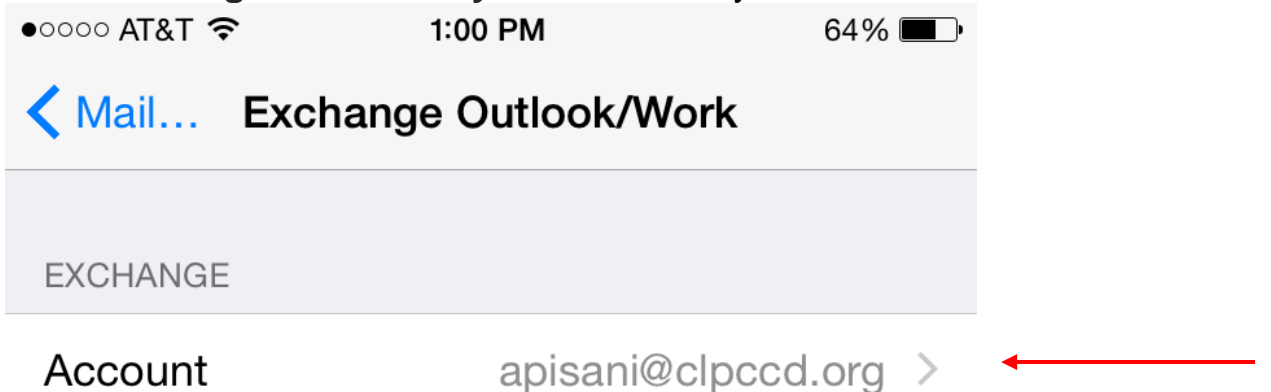 AT&T 1:00 PM 64%
Mail... Exchange Outlook/Work
EXCHANGE
Account apisani@clpccd.org